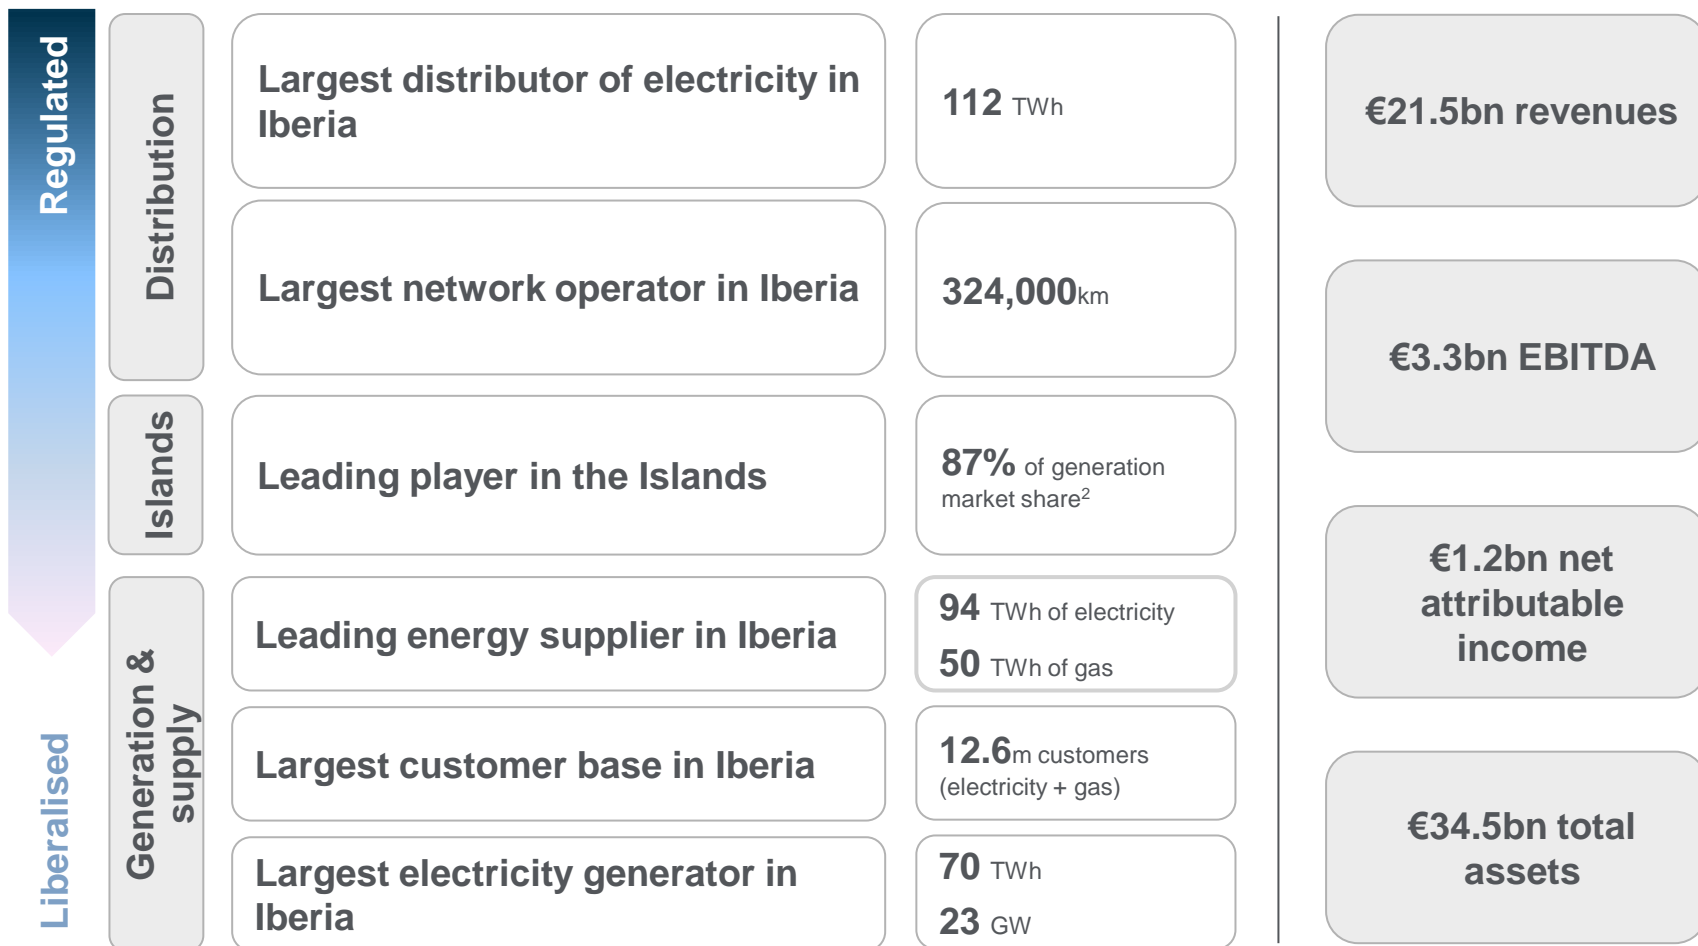 Regulated
Liberalised
Distribution
Largest distributor of electricity in
Iberia
112 TWh
Largest network operator in Iberia
324,000km
Islands
Leading player in the Islands
87% of generation
market share²
Generation &
supply
Leading energy supplier in Iberia
94 TWh of electricity
50 TWh of gas
Largest customer base in Iberia
12.6m customers
(electricity + gas)
Largest electricity generator in
Iberia
70 TWh
23 GW
€21.5bn revenues
€3.3bn EBITDA
€1.2bn net
attributable
income
€34.5bn total
assets